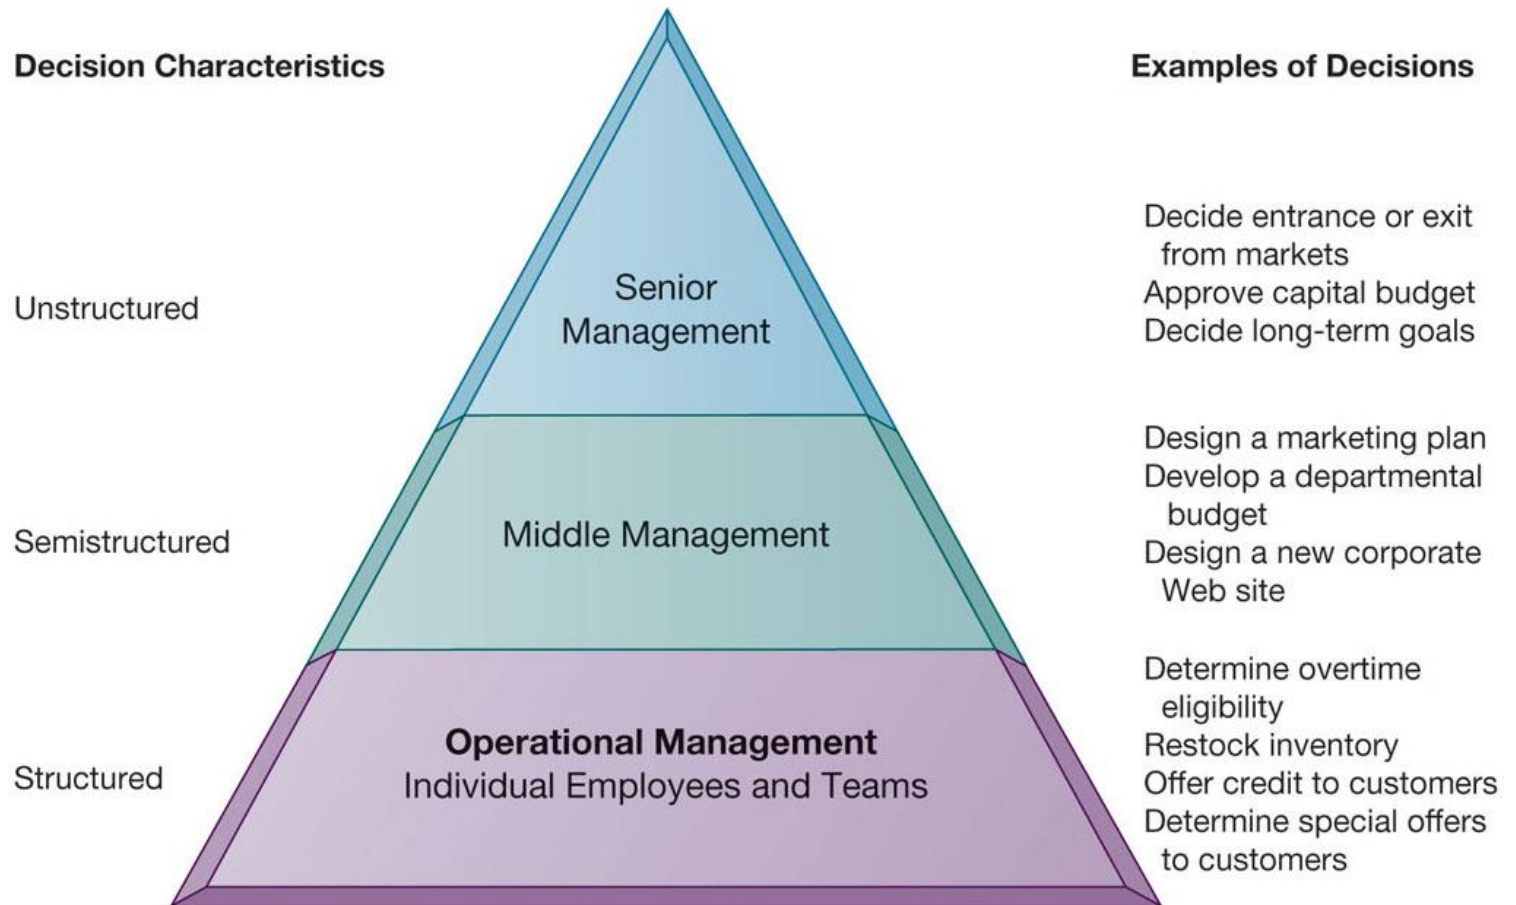 Decision Characteristics
Examples of Decisions
Unstructured
Senior
Management
Decide entrance or exit
from markets
Approve capital budget
Decide long-term goals
Semistructured
Middle Management
Design a marketing plan
Develop a departmental
budget
Design a new corporate
Web site
Structured
Operational Management
Individual Employees and Teams
Determine overtime
eligibility
Restock inventory
Offer credit to customers
Determine special offers
to customers